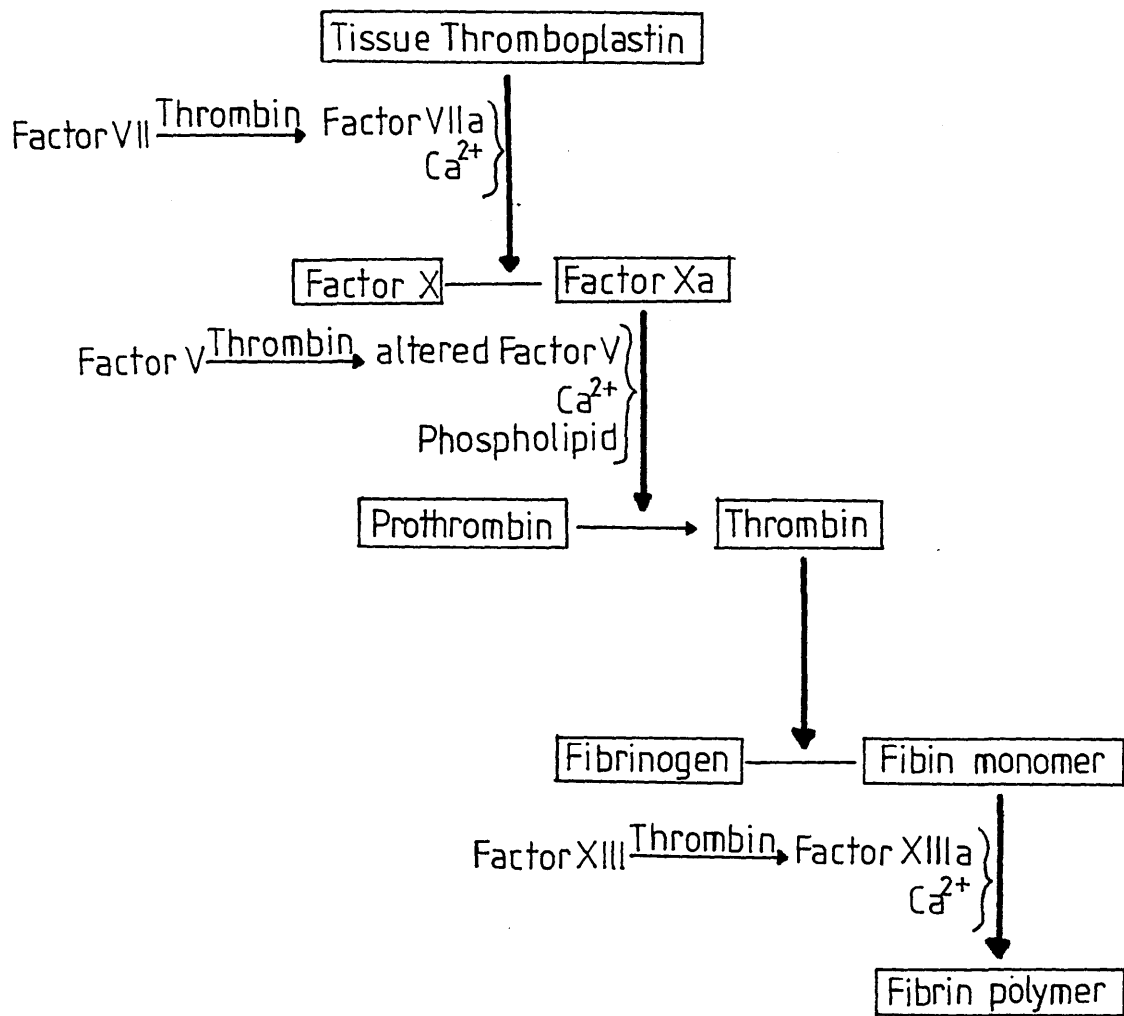 Tissue Thromboplastin
Factor VII Thrombin Factor VIIa
Ca²⁺
Factor X Factor Xa
Factor V Thrombin altered Factor V
Ca²⁺
Phospholipid
Prothrombin Thrombin
Fibrinogen Fibin monomer
Factor XIII Thrombin Factor XIIIa
Ca²⁺
Fibrin polymer